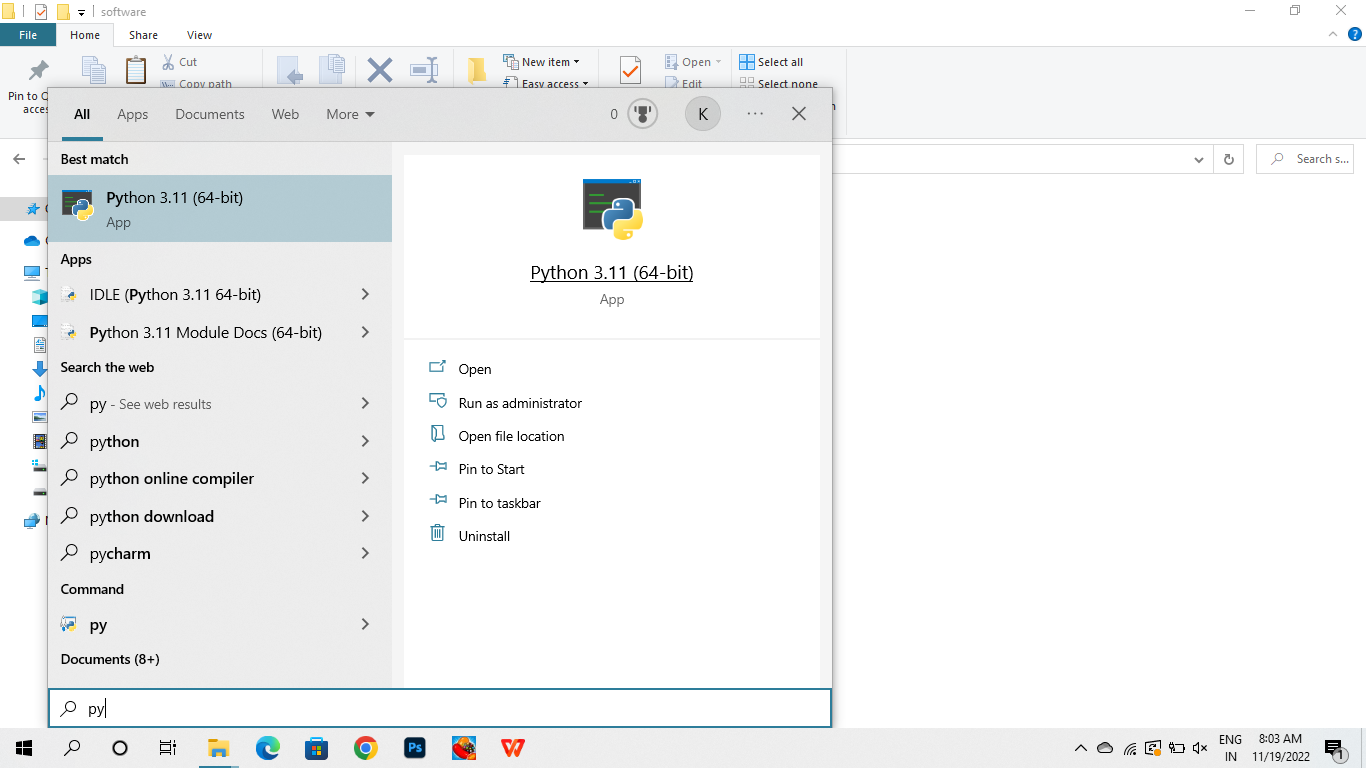 software
File Home Share View
Cut
Copy path
New item
Easy access
Open
Edit
Select all
Select none
Pin to Q
acces
All Apps Documents Web More
0
K
Search s...
Best match
Python 3.11 (64-bit)
App
Apps
IDLE (Python 3.11 64-bit)
Python 3.11 Module Docs (64-bit)
Search the web
py - See web results
python
python online compiler
python download
pycharm
Command
py
Documents (8+)
Python 3.11 (64-bit)
App
Open
Run as administrator
Open file location
Pin to Start
Pin to taskbar
Uninstall
py
Ps
ENG
IN
8:03 AM
11/19/2022
1